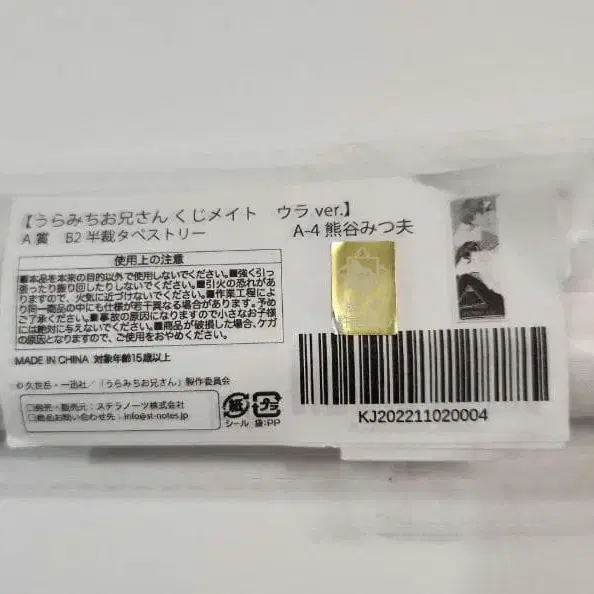 【うらみちお兄さん くじメイト　ウラ ver.】
A 賞　B2 半裁タペストリー　A-4 熊谷みつ夫
使用上の注意
■本品を本来の目的以外で使用しないでください。■強く引っ
張ったり振り回したりしないでください。■引火の恐れがあ
りますので、火気に近づけないでください。■作業工程によ
り同一商品の中にも仕様が若干異なる場合があります。予め
ご了承ください。■事故の原因になりますので小さなお子様
には絶対に与えないでください。■商品が破損した場合、ケガ
の原因となりますので、ご使用をおやめください。
MADE IN CHINA 対象年齢15歳以上
© 久世岳・一迅社／「うらみちお兄さん」製作委員会
□発売・販売元：ステラノーツ株式会社
□商品お問い合わせ先：info@st-notes.jp
紙
シール
プラ
袋:PP
KJ202211020004